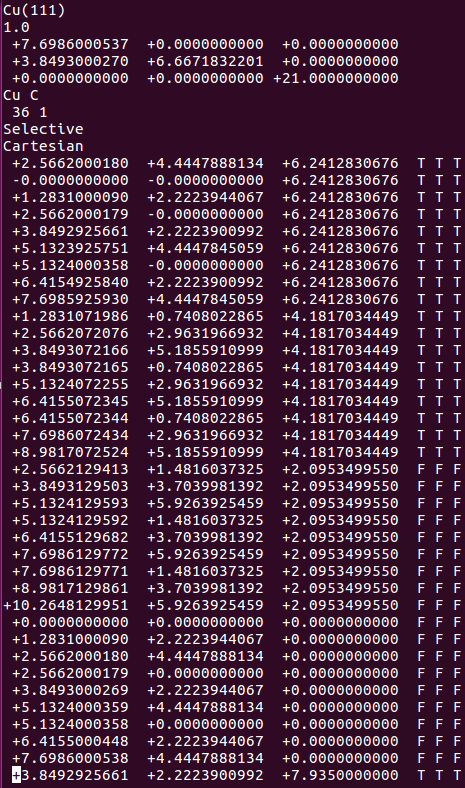 Cu(111)
1.0
+7.6986000537 +0.0000000000 +0.0000000000
+3.8493000270 +6.6671832201 +0.0000000000
+0.0000000000 +0.0000000000 +21.0000000000
Cu C
36 1
Selective
Cartesian
+2.5662000180 +4.4447888134 +6.2412830676 T T T
-0.0000000000 -0.0000000000 +6.2412830676 T T T
+1.2831000090 +2.2223944067 +6.2412830676 T T T
+2.5662000179 -0.0000000000 +6.2412830676 T T T
+3.8492925661 +2.2223900992 +6.2412830676 T T T
+5.1323925751 +4.4447845059 +6.2412830676 T T T
+5.1324000358 -0.0000000000 +6.2412830676 T T T
+6.4154925840 +2.2223900992 +6.2412830676 T T T
+7.6985925930 +4.4447845059 +6.2412830676 T T T
+1.2831071986 +0.7408022865 +4.1817034449 T T T
+2.5662072076 +2.9631966932 +4.1817034449 T T T
+3.8493072166 +5.1855910999 +4.1817034449 T T T
+3.8493072165 +0.7408022865 +4.1817034449 T T T
+5.1324072255 +2.9631966932 +4.1817034449 T T T
+6.4155072345 +5.1855910999 +4.1817034449 T T T
+6.4155072344 +0.7408022865 +4.1817034449 T T T
+7.6986072434 +2.9631966932 +4.1817034449 T T T
+8.9817072524 +5.1855910999 +4.1817034449 T T T
+2.5662129413 +1.4816037325 +2.0953499550 F F F
+3.8493129503 +3.7039981392 +2.0953499550 F F F
+5.1324129593 +5.9263925459 +2.0953499550 F F F
+5.1324129592 +1.4816037325 +2.0953499550 F F F
+6.4155129682 +3.7039981392 +2.0953499550 F F F
+7.6986129772 +5.9263925459 +2.0953499550 F F F
+7.6986129771 +1.4816037325 +2.0953499550 F F F
+8.9817129861 +3.7039981392 +2.0953499550 F F F
+10.2648129951 +5.9263925459 +2.0953499550 F F F
+0.0000000000 +0.0000000000 +0.0000000000 F F F
+1.2831000090 +2.2223944067 +0.0000000000 F F F
+2.5662000180 +4.4447888134 +0.0000000000 F F F
+2.5662000179 +0.0000000000 +0.0000000000 F F F
+3.8493000269 +2.2223944067 +0.0000000000 F F F
+5.1324000359 +4.4447888134 +0.0000000000 F F F
+5.1324000358 +0.0000000000 +0.0000000000 F F F
+6.4155000448 +2.2223944067 +0.0000000000 F F F
+7.6986000538 +4.4447888134 +0.0000000000 F F F
+3.8492925661 +2.2223900992 +7.9350000000 T T T